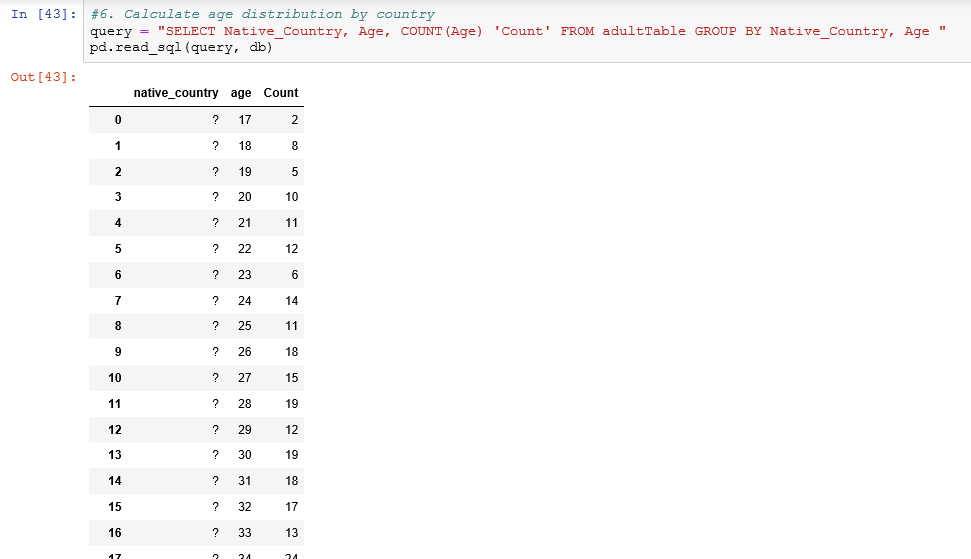 In [43]: #6. Calculate age distribution by country
query = "SELECT Native_Country, Age, COUNT(Age) 'Count' FROM adultTable GROUP BY Native_Country, Age "
pd.read_sql(query, db)
Out[43]:
native_country age Count
0 ? 17 2
1 ? 18 8
2 ? 19 5
3 ? 20 10
4 ? 21 11
5 ? 22 12
6 ? 23 6
7 ? 24 14
8 ? 25 11
9 ? 26 18
10 ? 27 15
11 ? 28 19
12 ? 29 12
13 ? 30 19
14 ? 31 18
15 ? 32 17
16 ? 33 13
17 ? 34 24